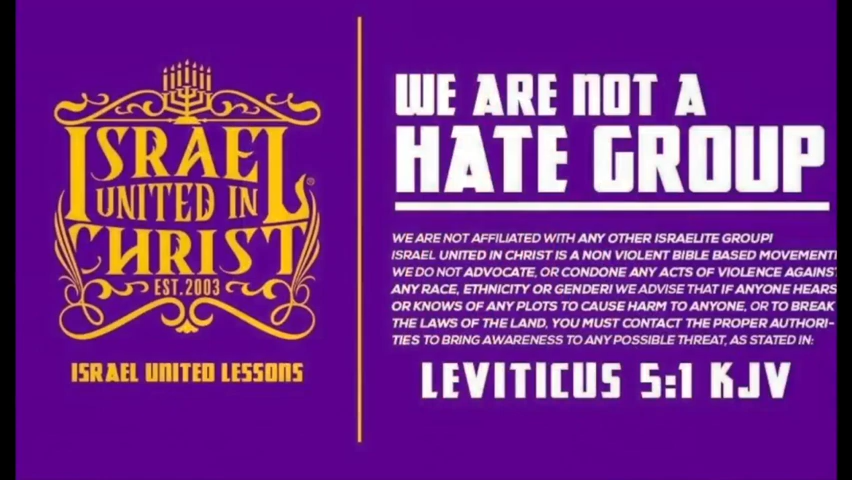 ISRAEL
UNITED IN
CHRIST
EST. 2003
ISRAEL UNITED LESSONS
WE ARE NOT A
HATE GROUP
WE ARE NOT AFFILIATED WITH ANY OTHER ISRAELITE GROUP!
ISRAEL UNITED IN CHRIST IS A NON VIOLENT BIBLE BASED MOVEMENT!
WE DO NOT ADVOCATE, OR CONDONE ANY ACTS OF VIOLENCE AGAINST
ANY RACE, ETHNICITY OR GENDER! WE ADVISE THAT IF ANYONE HEARS
OR KNOWS OF ANY PLOTS TO CAUSE HARM TO ANYONE, OR TO BREAK
THE LAWS OF THE LAND, YOU MUST CONTACT THE PROPER AUTHORI-
TIES TO BRING AWARENESS TO ANY POSSIBLE THREAT, AS STATED IN:
LEVITICUS 5:1 KJV